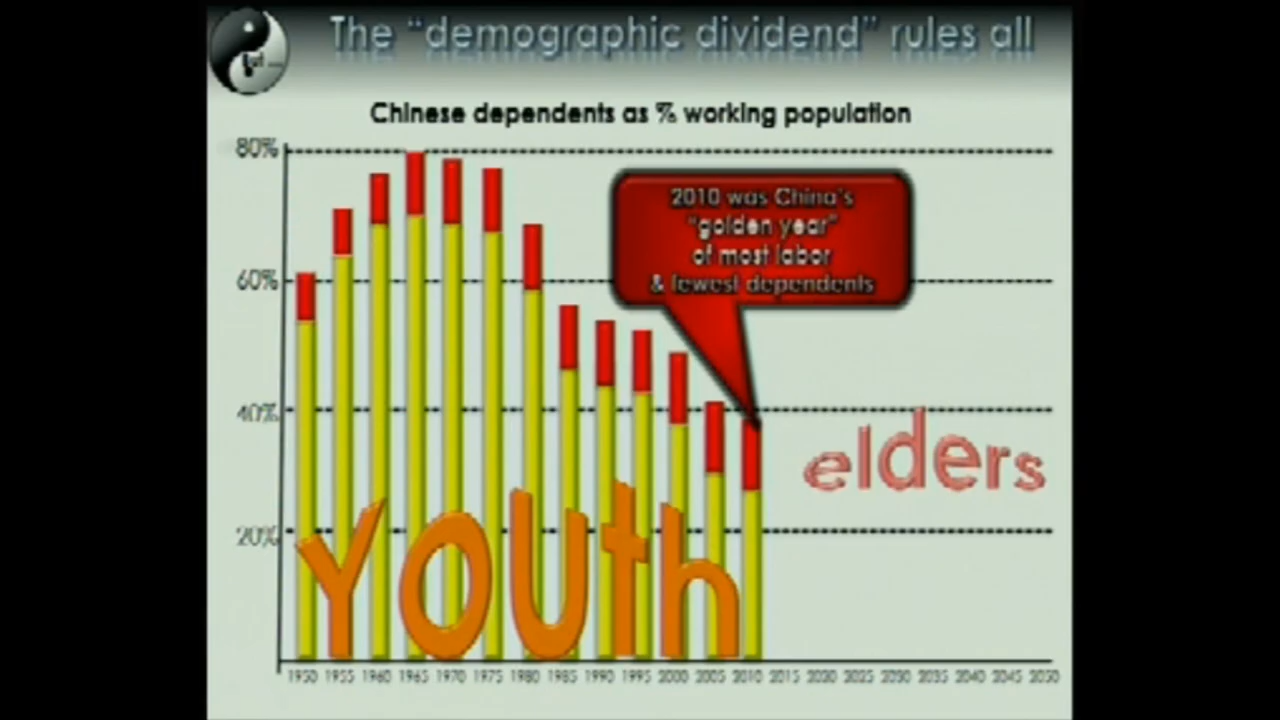 The “demographic dividend” rules all
Chinese dependents as % working population
80%
2010 was China's
“golden year”
of most labor
& fewest dependents
60%
40%
elders
20%
Youth
1950 1955 1960 1965 1970 1975 1980 1985 1990 1995 2000 2005 2010 2015 2020 2025 2030 2035 2040 2045 2050